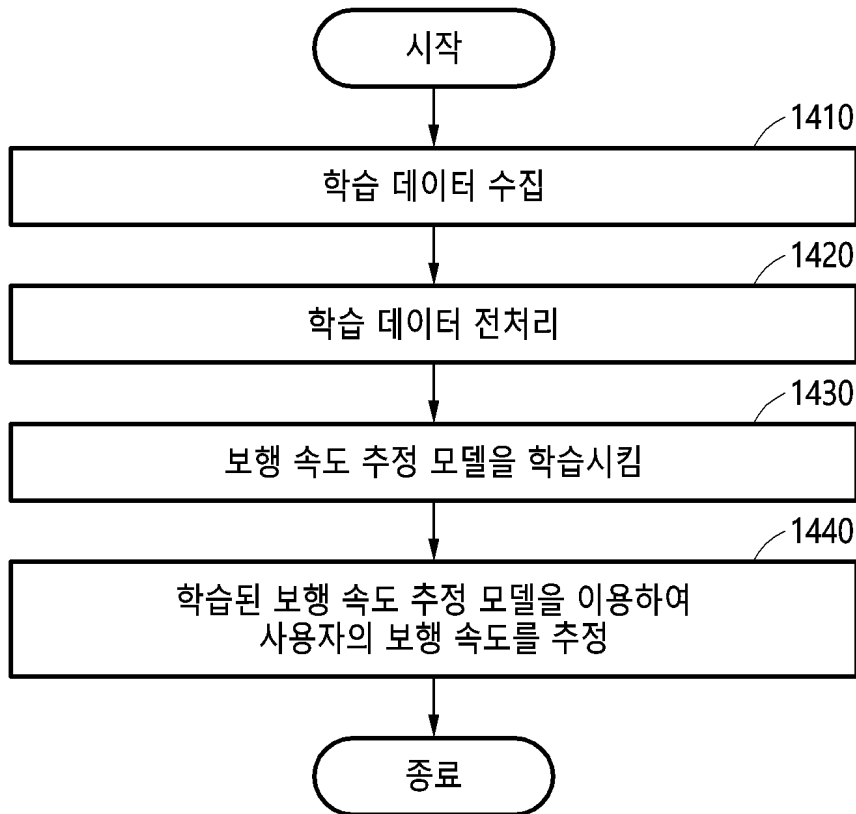 시작
1410
학습 데이터 수집
1420
학습 데이터 전처리
1430
보행 속도 추정 모델을 학습시킴
1440
학습된 보행 속도 추정 모델을 이용하여
사용자의 보행 속도를 추정
종료